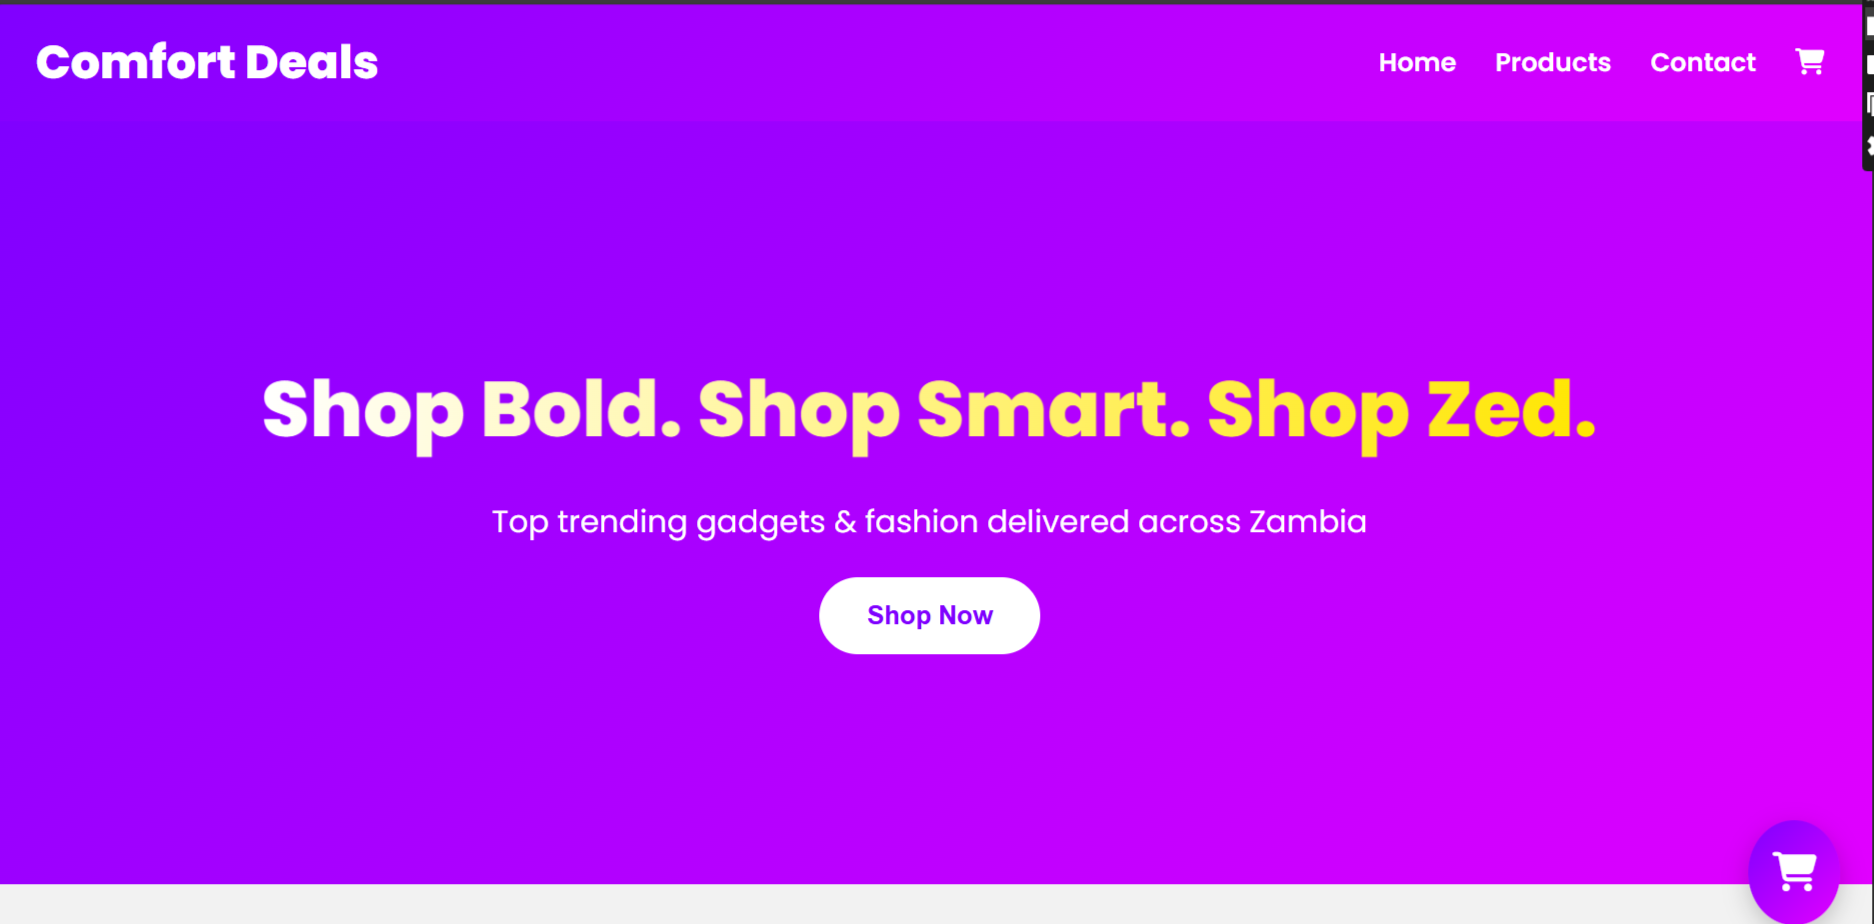 Comfort Deals
Home Products Contact
Shop Bold. Shop Smart. Shop Zed.
Top trending gadgets & fashion delivered across Zambia
Shop Now